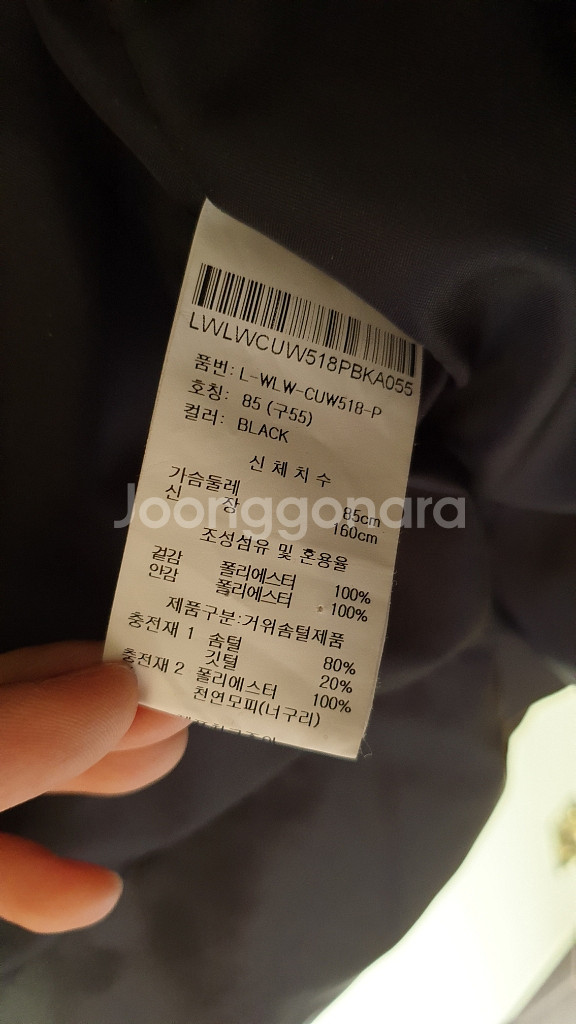 LWLWCUW518PBKA055
품번: L-WLW-CUW518-P
호칭: 85 (구55)
컬러: BLACK
신 체 치 수
가슴둘레 85cm
신 장 160cm
Joonggonara
조성섬유 및 혼용율
겉감 폴리에스터 100%
안감 폴리에스터 100%
제품구분:거위솜털제품
충전재 1 솜털 80%
깃털 20%
충전재 2 폴리에스터 100%
천연모피(너구리)